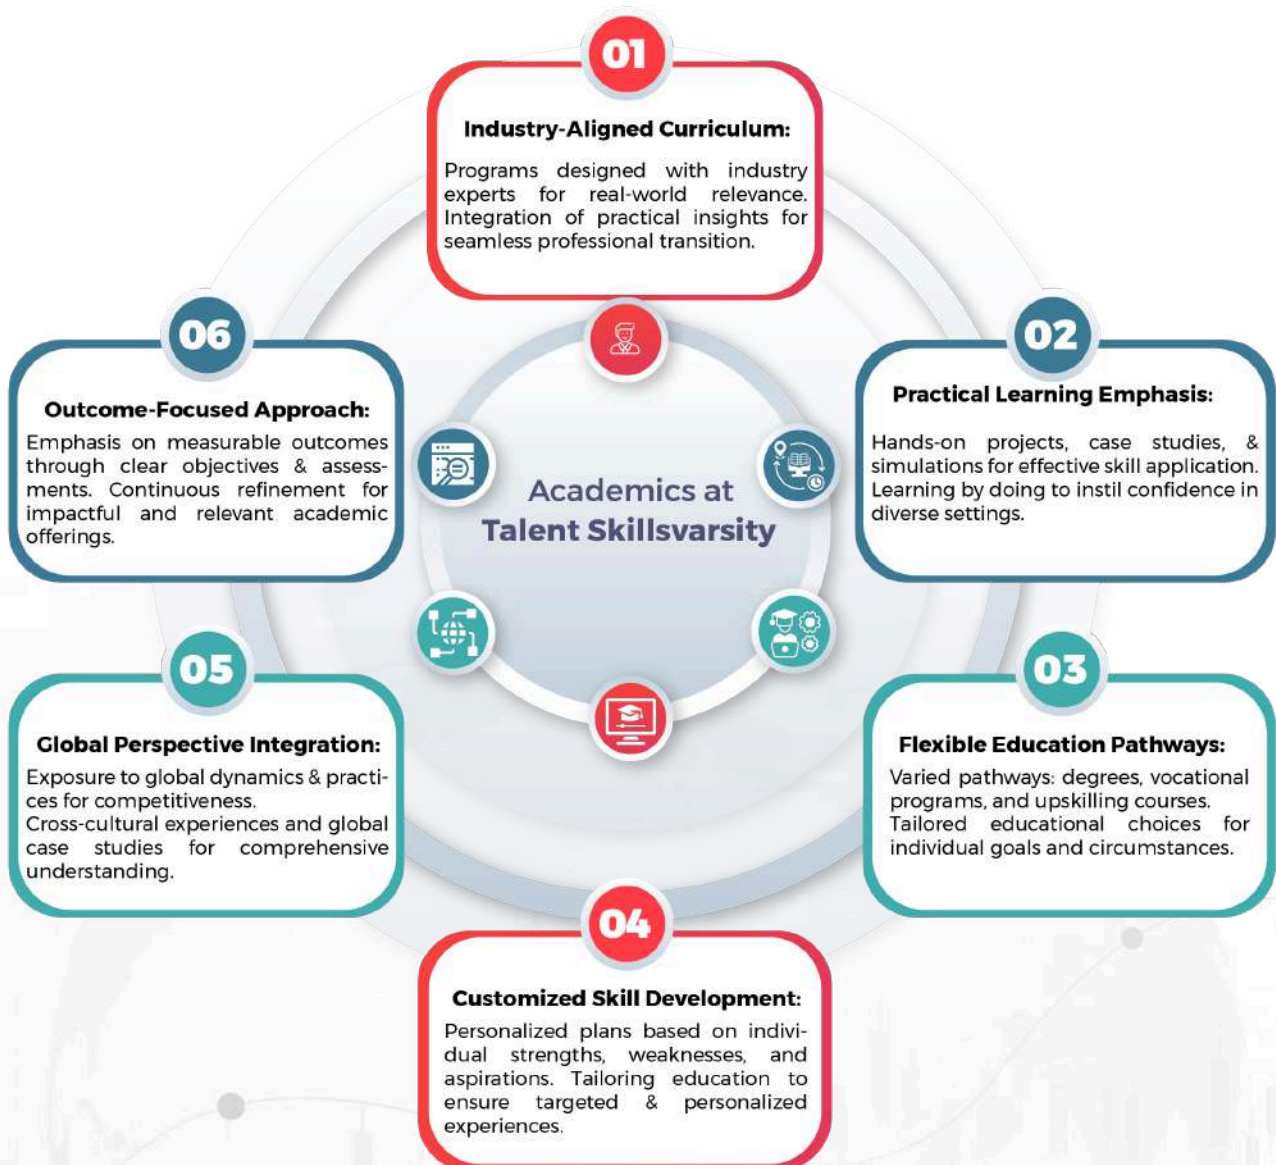 01
Industry-Aligned Curriculum:
Programs designed with industry
experts for real-world relevance.
Integration of practical insights for
seamless professional transition.
02
Practical Learning Emphasis:
Hands-on projects, case studies, &
simulations for effective skill application.
Learning by doing to instil confidence in
diverse settings.
03
Flexible Education Pathways:
Varied pathways: degrees, vocational
programs, and upskilling courses.
Tailored educational choices for
individual goals and circumstances.
04
Customized Skill Development:
Personalized plans based on indivi-
dual strengths, weaknesses, and
aspirations. Tailoring education to
ensure targeted & personalized
experiences.
05
Global Perspective Integration:
Exposure to global dynamics & practi-
ces for competitiveness.
Cross-cultural experiences and global
case studies for comprehensive
understanding.
06
Outcome-Focused Approach:
Emphasis on measurable outcomes
through clear objectives & assess-
ments. Continuous refinement for
impactful and relevant academic
offerings.
Academics at
Talent Skillsvarsity